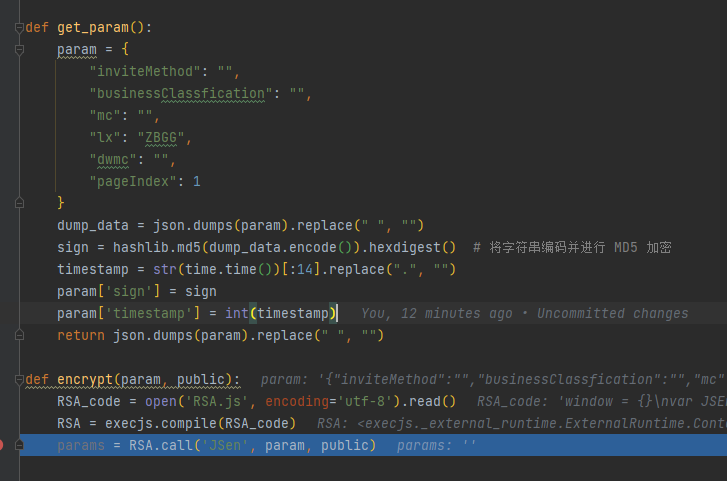 def get_param():
param = {
"inviteMethod": "",
"businessClassfication": "",
"mc": "",
"lx": "ZBGG",
"dwmc": "",
"pageIndex": 1
}
dump_data = json.dumps(param).replace(" ", "")
sign = hashlib.md5(dump_data.encode()).hexdigest()  # 将字符串编码并进行 MD5 加密
timestamp = str(time.time())[:14].replace(".", "")
param['sign'] = sign
param['timestamp'] = int(timestamp)    You, 12 minutes ago • Uncommitted changes
return json.dumps(param).replace(" ", "")
def encrypt(param, public):   param: '{"inviteMethod":"","businessClassfication":"","mc"
RSA_code = open('RSA.js', encoding='utf-8').read()   RSA_code: 'window = {}\nvar JSEn
RSA = execjs.compile(RSA_code)   RSA: <execjs._external_runtime.ExternalRuntime.Conte
params = RSA.call('JSen', param, public)   params: ''